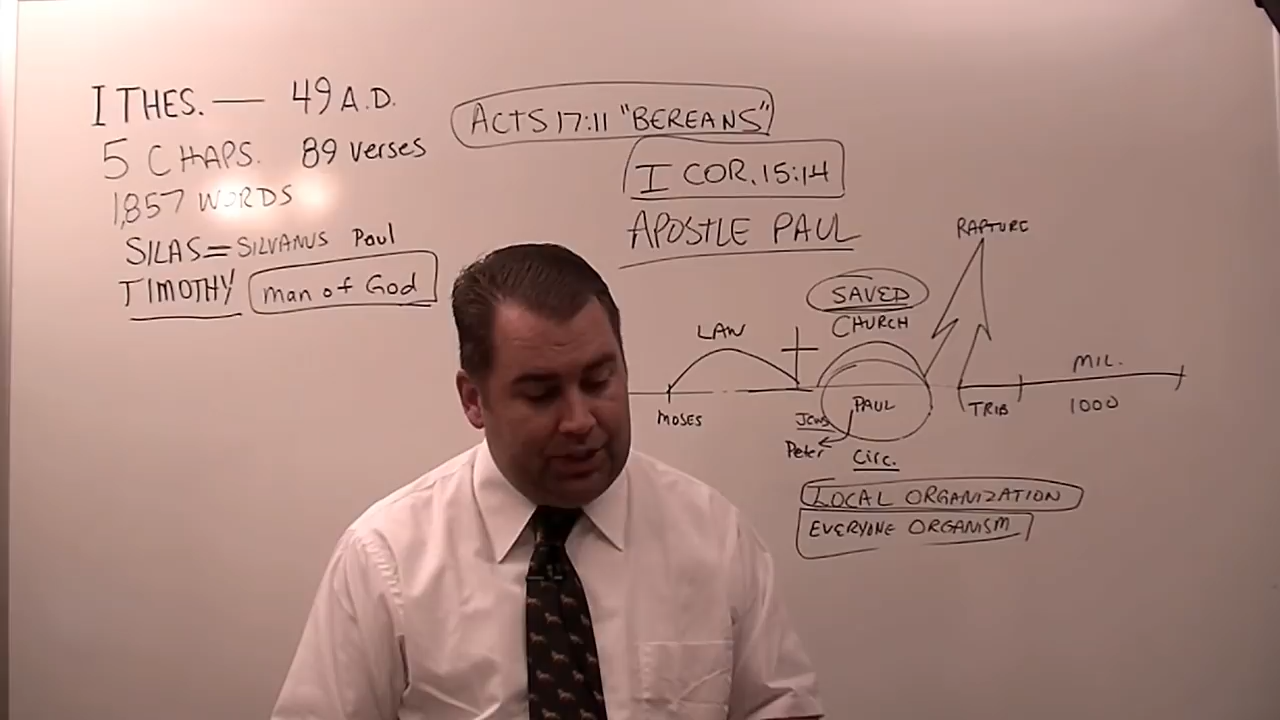 I THES. — 49 A.D.
5 CHAPS. 89 verses
1,857 WORDS
SILAS = SILVANUS Paul
TIMOTHY man of God
ACTS 17:11 "BEREANS"
I COR. 15:14
APOSTLE PAUL
RAPTURE
SAVED
CHURCH
LAW
MIL.
MOSES
PAUL
TRIB
1000
Jews
Peter
Circ.
LOCAL ORGANIZATION
EVERYONE ORGANISM